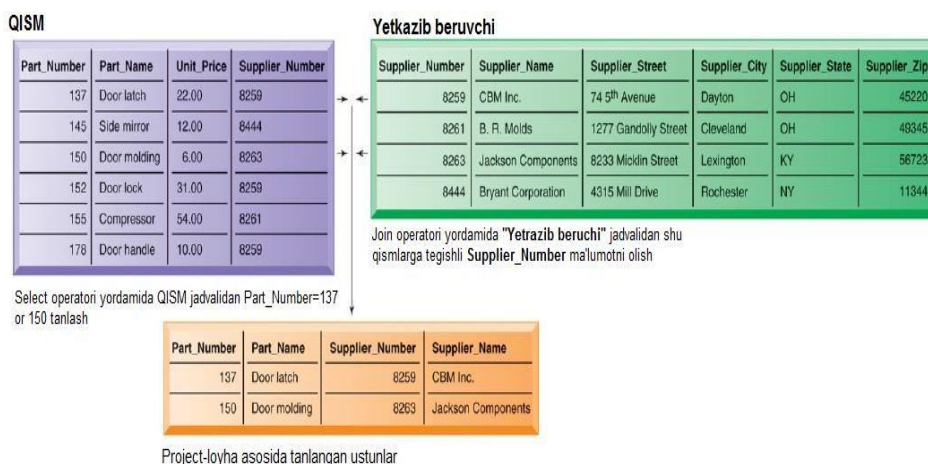 QISM
Part_Number Part_Name Unit_Price Supplier_Number
137 Door latch 22.00 8259
145 Side mirror 12.00 8444
150 Door molding 6.00 8263
152 Door lock 31.00 8259
155 Compressor 54.00 8261
178 Door handle 10.00 8259
Select operatori yordamida QISM jadvalidan Part_Number=137
or 150 tanlash
Yetkazib beruvchi
Supplier_Number Supplier_Name Supplier_Street Supplier_City Supplier_State Supplier_Zip
8259 CBM Inc. 74 5th Avenue Dayton OH 45220
8261 B. R. Molds 1277 Gandolly Street Cleveland OH 49345
8263 Jackson Components 8233 Micklin Street Lexington KY 56723
8444 Bryant Corporation 4315 Mill Drive Rochester NY 11344
Join operatori yordamida "Yetrazib beruchi" jadvalidan shu
qismlarga tegishli Supplier_Number ma'lumotni olish
Part_Number Part_Name Supplier_Number Supplier_Name
137 Door latch 8259 CBM Inc.
150 Door molding 8263 Jackson Components
Project-loyha asosida tanlangan ustunlar